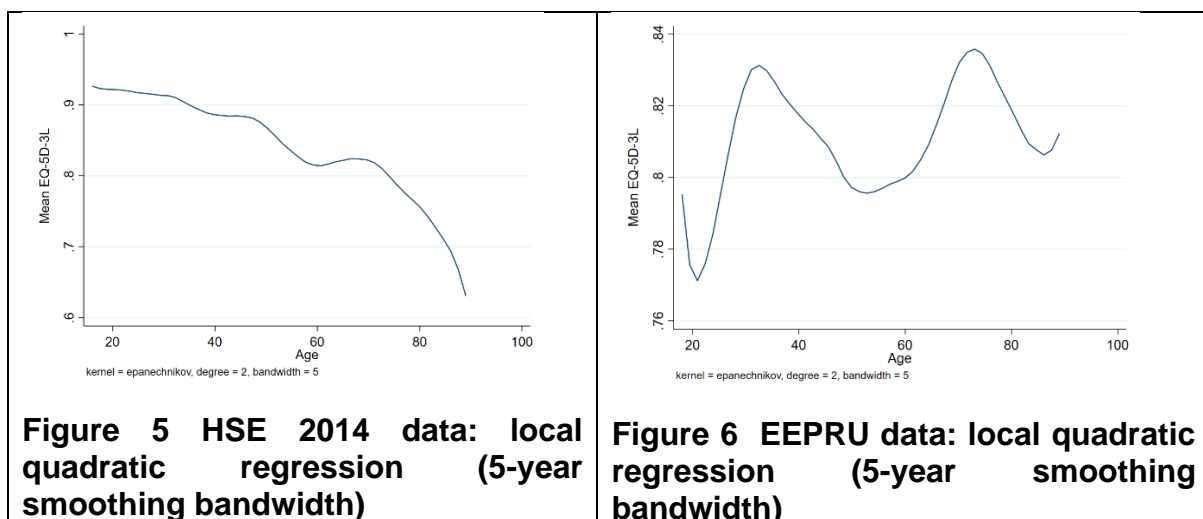 1
.9
.8
.7
.6
Mean EQ-5D-3L
20 40 60 80 100
Age
kernel = epanechnikov, degree = 2, bandwidth = 5
Figure 5 HSE 2014 data: local
quadratic regression (5-year
smoothing bandwidth)
.84
.82
.8
.78
.76
Mean EQ-5D-3L
20 40 60 80 100
Age
kernel = epanechnikov, degree = 2, bandwidth = 5
Figure 6 EEPRU data: local quadratic
regression (5-year smoothing
bandwidth)